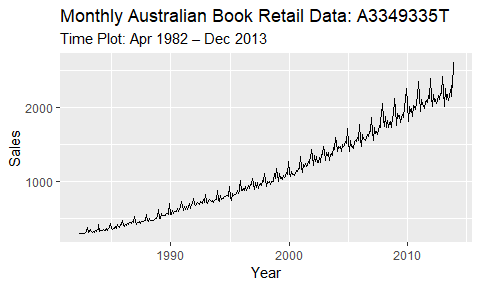 Monthly Australian Book Retail Data: A3349335T
Time Plot: Apr 1982 – Dec 2013
Sales
2000
1000
1990
2000
2010
Year